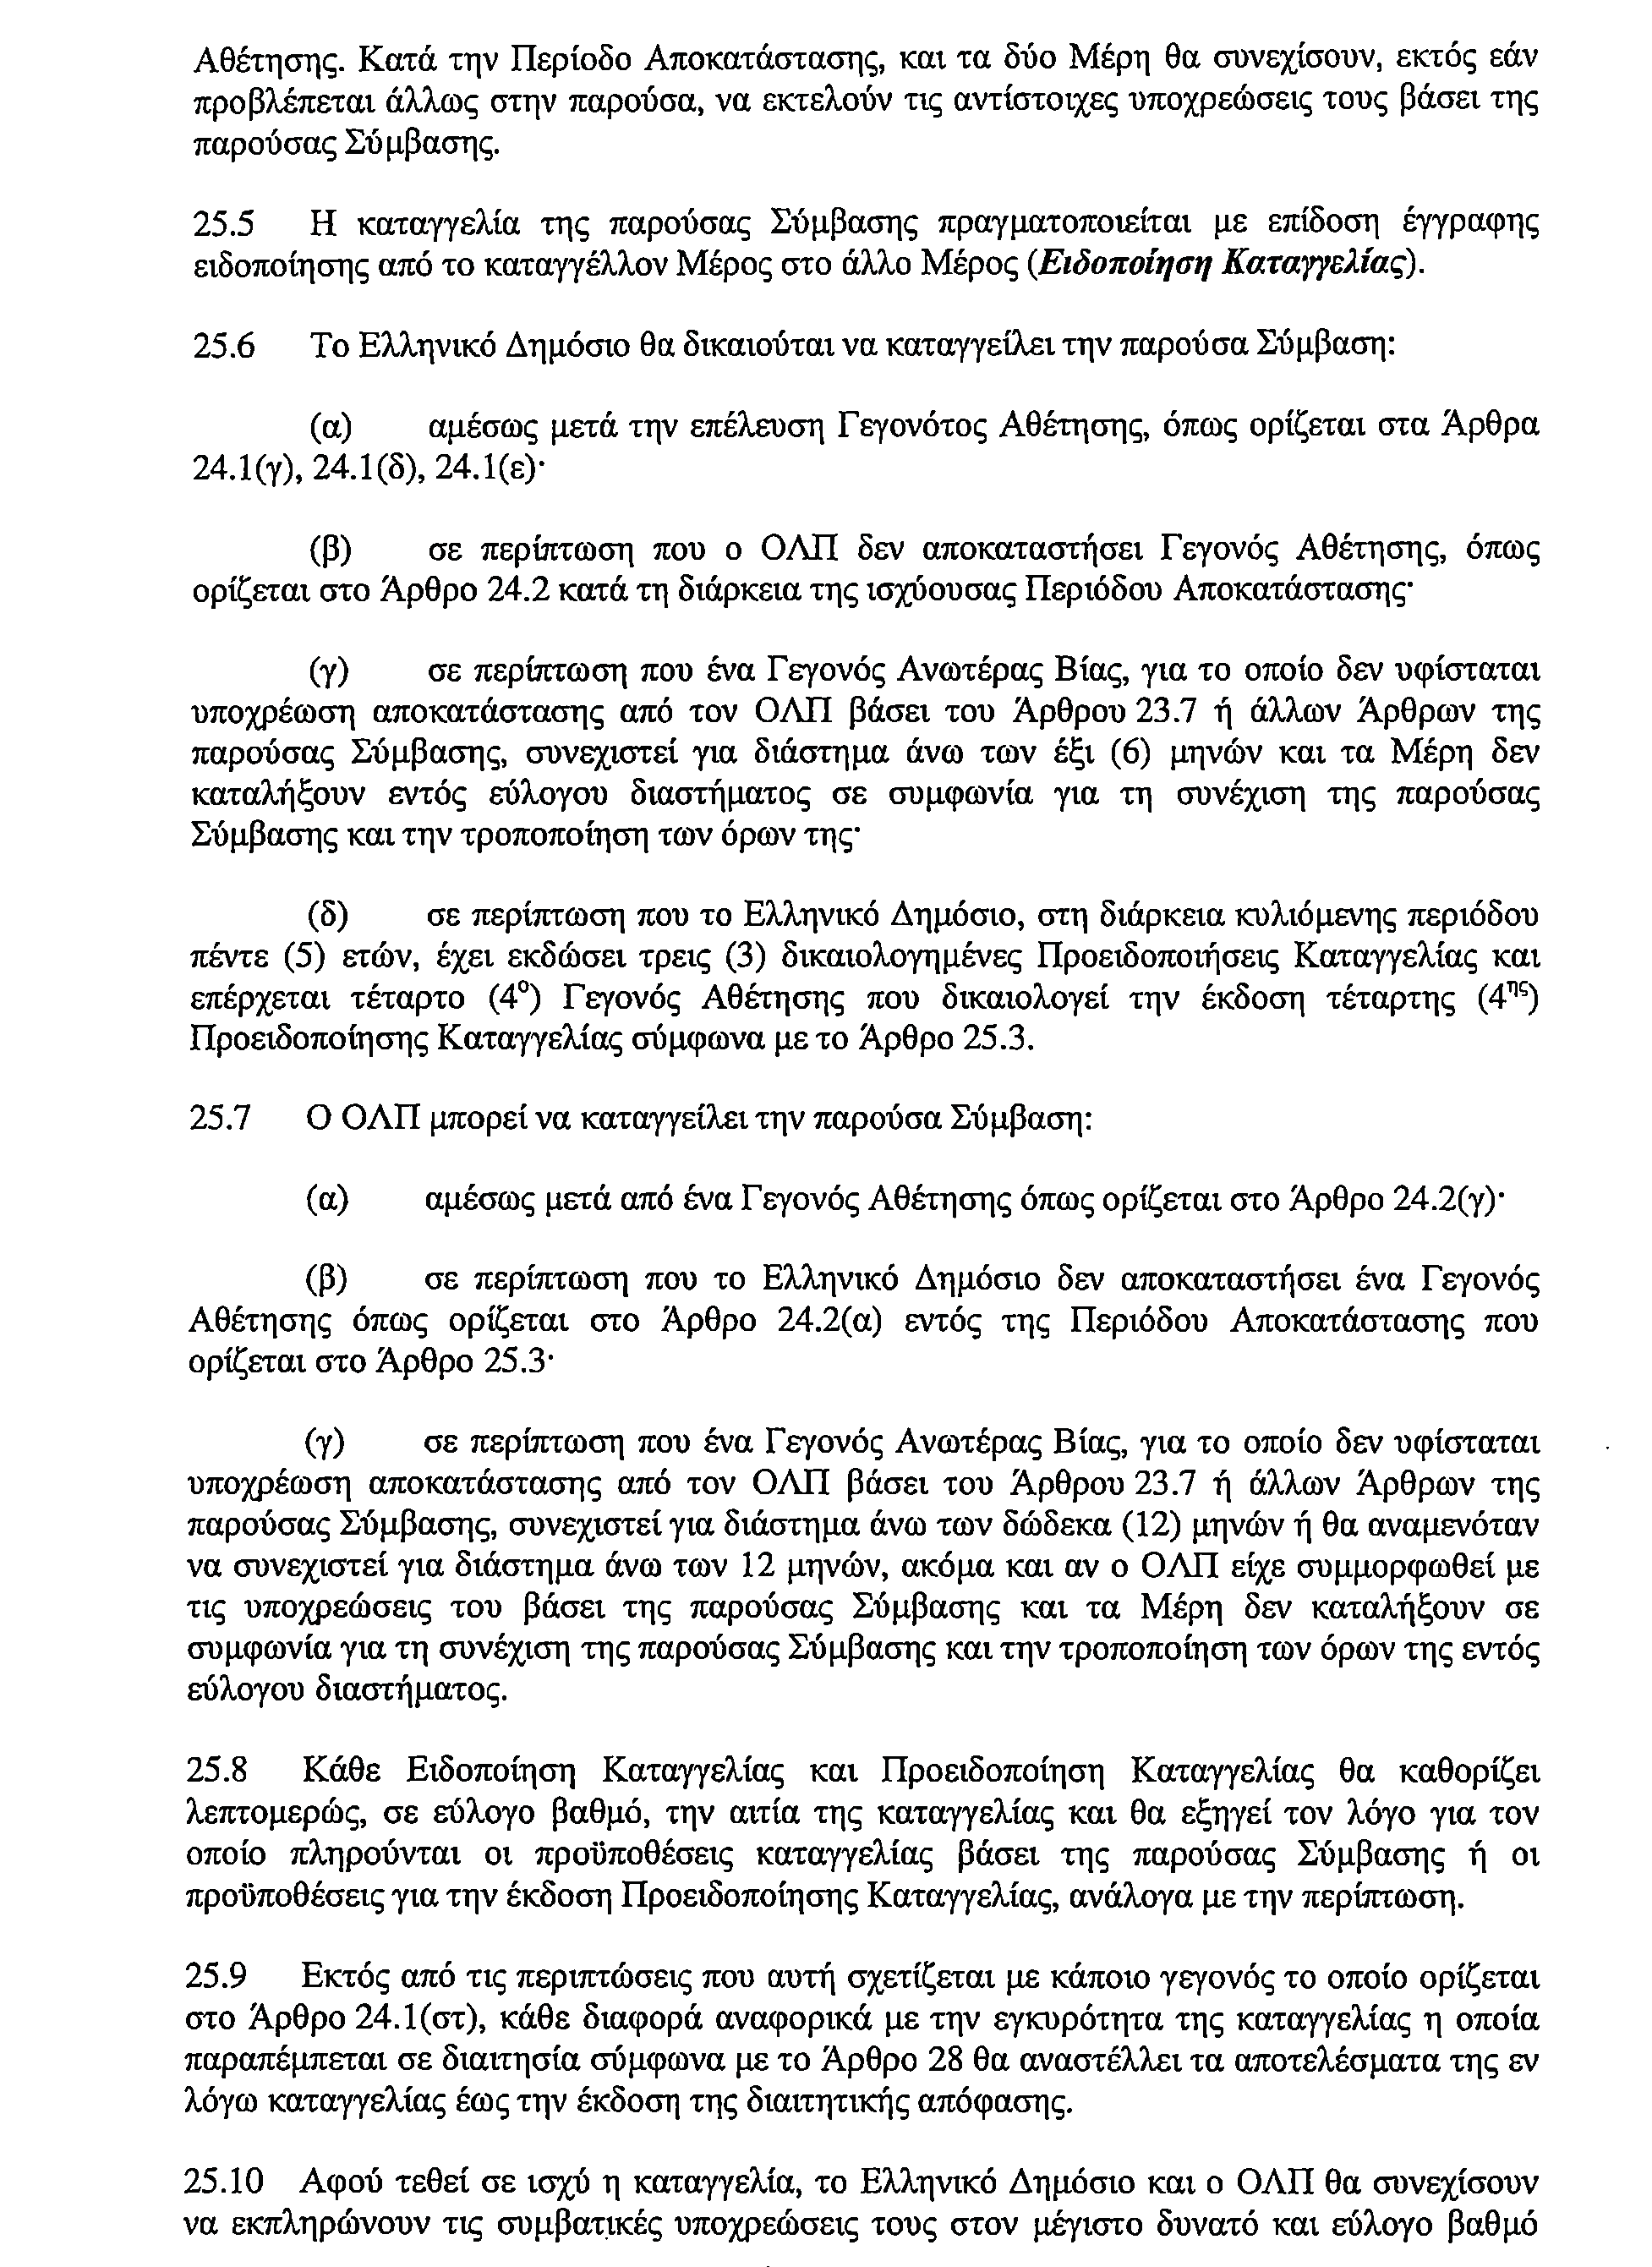 Αθέτησης. Κατά την Περίοδο Αποκατάστασης, και τα δύο Μέρη θα συνεχίσουν, εκτός εάν
προβλέπεται άλλως στην παρούσα, να εκτελούν τις αντίστοιχες υποχρεώσεις τους βάσει της
παρούσας Σύμβασης.
25.5 Η καταγγελία της παρούσας Σύμβασης πραγματοποιείται με επίδοση έγγραφης
ειδοποίησης από το καταγγέλλον Μέρος στο άλλο Μέρος (Ειδοποίηση Καταγγελίας).
25.6 Το Ελληνικό Δημόσιο θα δικαιούται να καταγγείλει την παρούσα Σύμβαση:
(α) αμέσως μετά την επέλευση Γεγονότος Αθέτησης, όπως ορίζεται στα Άρθρα
24.1(γ), 24.1(δ), 24.1(ε)·
(β) σε περίπτωση που ο ΟΛΠ δεν αποκαταστήσει Γεγονός Αθέτησης, όπως
ορίζεται στο Άρθρο 24.2 κατά τη διάρκεια της ισχύουσας Περιόδου Αποκατάστασης·
(γ) σε περίπτωση που ένα Γεγονός Ανωτέρας Βίας, για το οποίο δεν υφίσταται
υποχρέωση αποκατάστασης από τον ΟΛΠ βάσει του Άρθρου 23.7 ή άλλων Άρθρων της
παρούσας Σύμβασης, συνεχιστεί για διάστημα άνω των έξι (6) μηνών και τα Μέρη δεν
καταλήξουν εντός εύλογου διαστήματος σε συμφωνία για τη συνέχιση της παρούσας
Σύμβασης και την τροποποίηση των όρων της·
(δ) σε περίπτωση που το Ελληνικό Δημόσιο, στη διάρκεια κυλιόμενης περιόδου
πέντε (5) ετών, έχει εκδώσει τρεις (3) δικαιολογημένες Προειδοποιήσεις Καταγγελίας και
επέρχεται τέταρτο (4ο) Γεγονός Αθέτησης που δικαιολογεί την έκδοση τέταρτης (4ης)
Προειδοποίησης Καταγγελίας σύμφωνα με το Άρθρο 25.3.
25.7 Ο ΟΛΠ μπορεί να καταγγείλει την παρούσα Σύμβαση:
(α) αμέσως μετά από ένα Γεγονός Αθέτησης όπως ορίζεται στο Άρθρο 24.2(γ)·
(β) σε περίπτωση που το Ελληνικό Δημόσιο δεν αποκαταστήσει ένα Γεγονός
Αθέτησης όπως ορίζεται στο Άρθρο 24.2(α) εντός της Περιόδου Αποκατάστασης που
ορίζεται στο Άρθρο 25.3·
(γ) σε περίπτωση που ένα Γεγονός Ανωτέρας Βίας, για το οποίο δεν υφίσταται
υποχρέωση αποκατάστασης από τον ΟΛΠ βάσει του Άρθρου 23.7 ή άλλων Άρθρων της
παρούσας Σύμβασης, συνεχιστεί για διάστημα άνω των δώδεκα (12) μηνών ή θα αναμενόταν
να συνεχιστεί για διάστημα άνω των 12 μηνών, ακόμα και αν ο ΟΛΠ είχε συμμορφωθεί με
τις υποχρεώσεις του βάσει της παρούσας Σύμβασης και τα Μέρη δεν καταλήξουν σε
συμφωνία για τη συνέχιση της παρούσας Σύμβασης και την τροποποίηση των όρων της εντός
εύλογου διαστήματος.
25.8 Κάθε Ειδοποίηση Καταγγελίας και Προειδοποίηση Καταγγελίας θα καθορίζει
λεπτομερώς, σε εύλογο βαθμό, την αιτία της καταγγελίας και θα εξηγεί τον λόγο για τον
οποίο πληρούνται οι προϋποθέσεις καταγγελίας βάσει της παρούσας Σύμβασης ή οι
προϋποθέσεις για την έκδοση Προειδοποίησης Καταγγελίας, ανάλογα με την περίπτωση.
25.9 Εκτός από τις περιπτώσεις που αυτή σχετίζεται με κάποιο γεγονός το οποίο ορίζεται
στο Άρθρο 24.1(στ), κάθε διαφορά αναφορικά με την εγκυρότητα της καταγγελίας η οποία
παραπέμπεται σε διαιτησία σύμφωνα με το Άρθρο 28 θα αναστέλλει τα αποτελέσματα της εν
λόγω καταγγελίας έως την έκδοση της διαιτητικής απόφασης.
25.10 Αφού τεθεί σε ισχύ η καταγγελία, το Ελληνικό Δημόσιο και ο ΟΛΠ θα συνεχίσουν
να εκπληρώνουν τις συμβατικές υποχρεώσεις τους στον μέγιστο δυνατό και εύλογο βαθμό